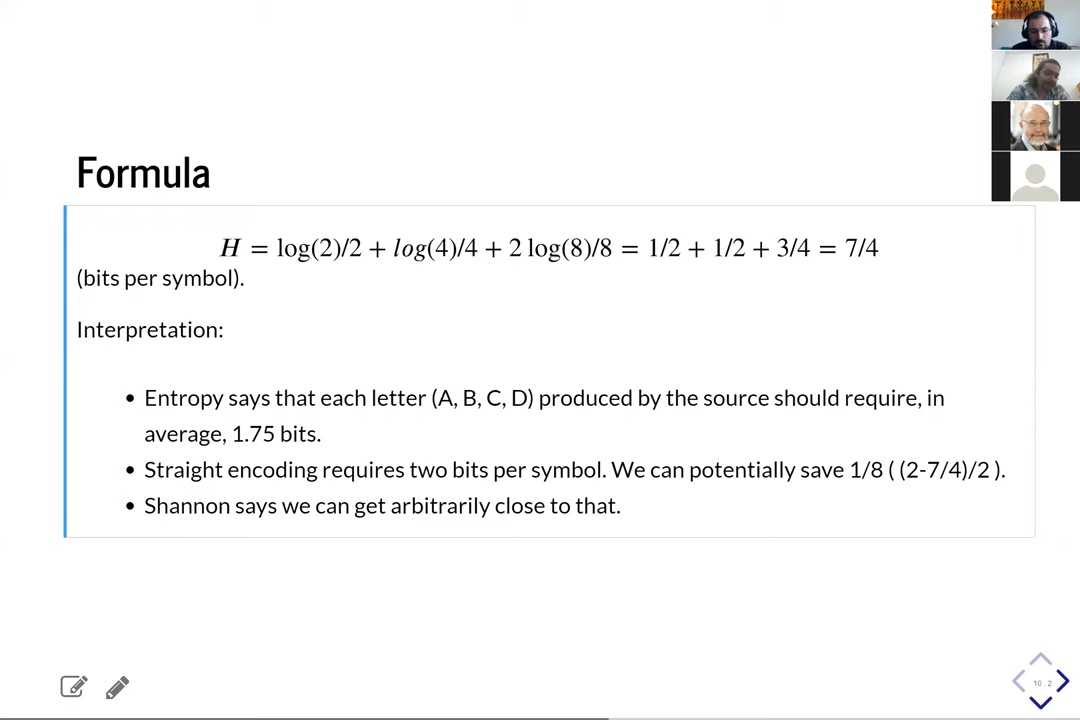 Formula
H = log(2)/2 + log(4)/4 + 2 log(8)/8 = 1/2 + 1/2 + 3/4 = 7/4
(bits per symbol).
Interpretation:
• Entropy says that each letter (A, B, C, D) produced by the source should require, in
average, 1.75 bits.
• Straight encoding requires two bits per symbol. We can potentially save 1/8 ( (2-7/4)/2 ).
• Shannon says we can get arbitrarily close to that.
10 . 2